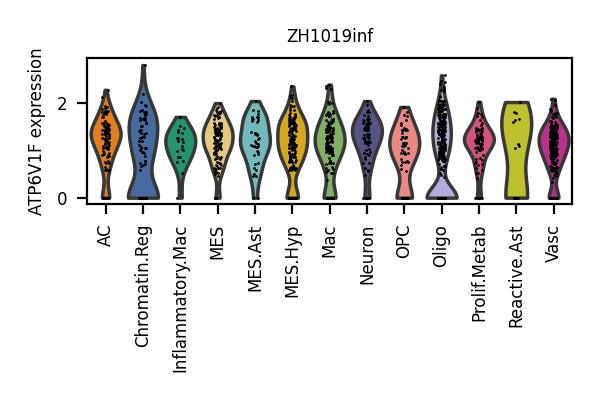 ZH1019inf
ATP6V1F expression
2
0
AC
Chromatin.Reg
Inflammatory.Mac
MES
MES.Ast
MES.Hyp
Mac
Neuron
OPC
Oligo
Prolif.Metab
Reactive.Ast
Vasc